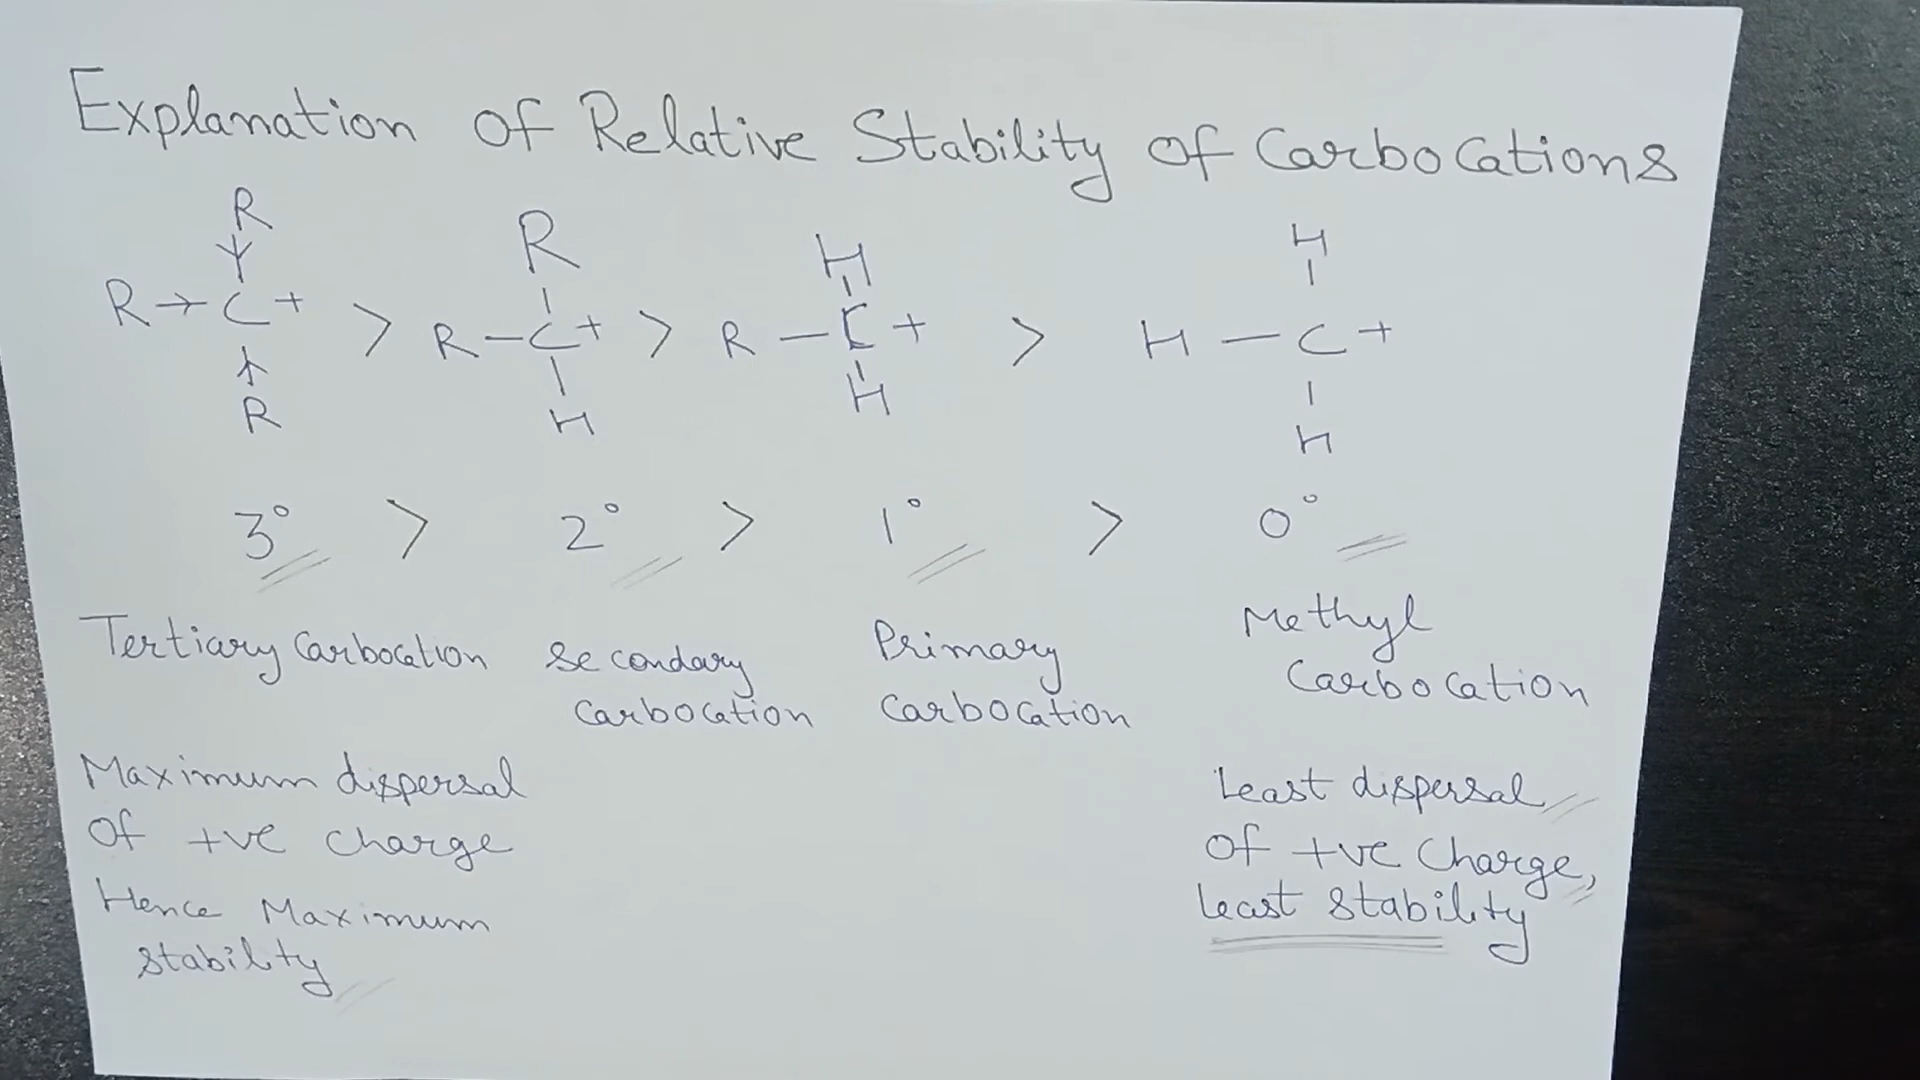 Explanation of Relative Stability of Carbocations
R R H H
R → C + > R - C + > R - C + > H - C +
R H H H
3° > 2° > 1° > 0°
Tertiary Carbocation
secondary
carbocation
Primary
Carbocation
Methyl
Carbocation
Maximum dispersal
of +ve charge
Hence Maximum
stability
Least dispersal
of +ve charge,
least stability